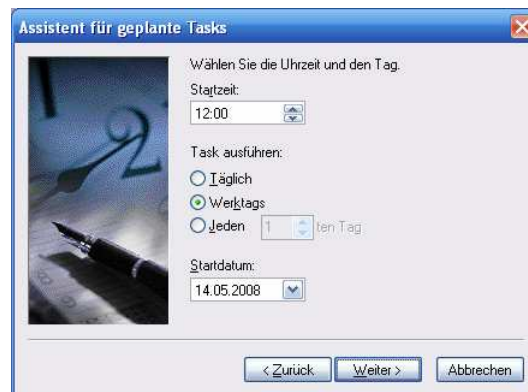 Assistent für geplante Tasks
Wählen Sie die Uhrzeit und den Tag.
Startzeit:
12:00
Task ausführen:
Täglich
Werktags
Jeden 1 ten Tag
Startdatum:
14.05.2008
< Zurück Weiter > Abbrechen
2